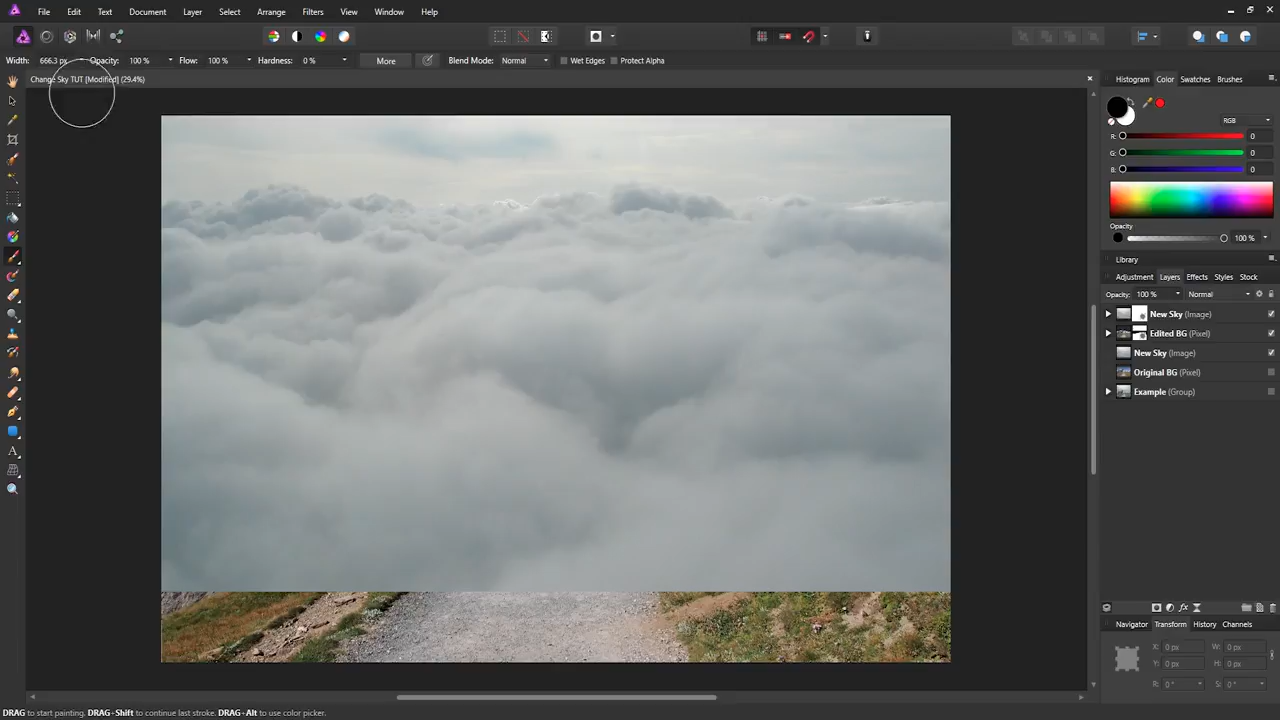 File Edit Text Document Layer Select Arrange Filters View Window Help
Width: 666.3 px Opacity: 100 % Flow: 100 % Hardness: 0 % More Blend Mode: Normal Wet Edges Protect Alpha
Change Sky TUT [Modified] (29.4%)
Histogram Color Swatches Brushes
RGB
R: 0
G: 0
B: 0
Opacity
100 %
Library
Adjustment Layers Effects Styles Stock
Opacity: 100 % Normal
New Sky (Image)
Edited BG (Pixel)
New Sky (Image)
Original BG (Pixel)
Example (Group)
Navigator Transform History Channels
X: 0 px W: 0 px
Y: 0 px H: 0 px
R: 0 ° S: 0 °
DRAG to start painting. DRAG+Shift to continue last stroke. DRAG+Alt to use color picker.